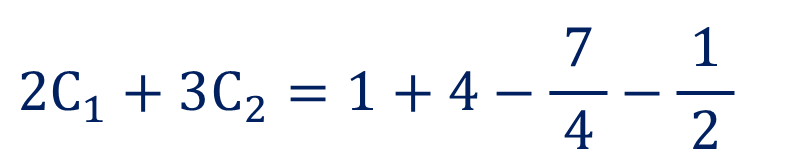 2C₁ + 3C₂ = 1 + 4 − 7/4 − 1/2